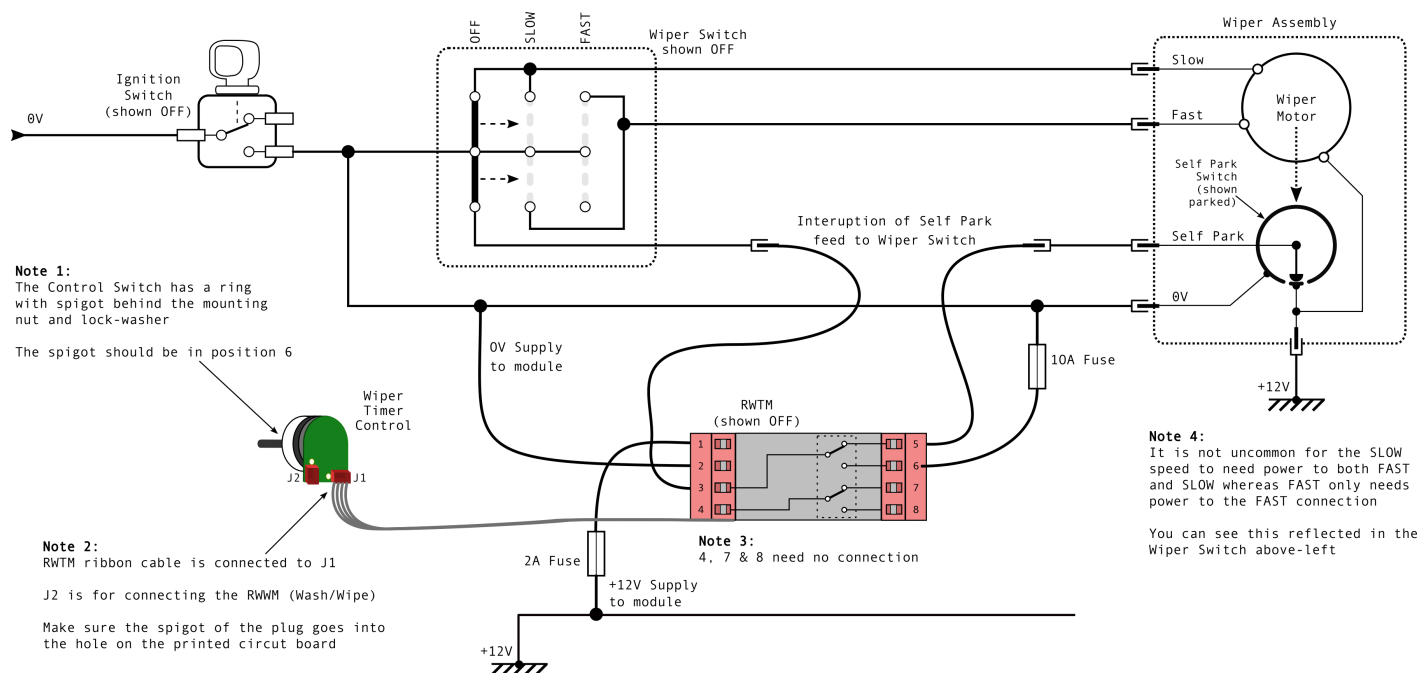 OFF
SLOW
FAST
Wiper Switch
shown OFF
Wiper Assembly
Ignition
Switch
(shown OFF)
0V
Slow
Fast
Wiper
Motor
Self Park
Switch
(shown
parked)
Self Park
0V
+12V
Interuption of Self Park
feed to Wiper Switch
Note 1:
The Control Switch has a ring
with spigot behind the mounting
nut and lock-washer
The spigot should be in position 6
Wiper
Timer
Control
J2
J1
0V Supply
to module
10A Fuse
RWTM
(shown OFF)
1
2
3
4
5
6
7
8
Note 2:
RWTM ribbon cable is connected to J1
J2 is for connecting the RWWM (Wash/Wipe)
Make sure the spigot of the plug goes into
the hole on the printed circut board
2A Fuse
+12V Supply
to module
+12V
Note 3:
4, 7 & 8 need no connection
Note 4:
It is not uncommon for the SLOW
speed to need power to both FAST
and SLOW whereas FAST only needs
power to the FAST connection
You can see this reflected in the
Wiper Switch above-left